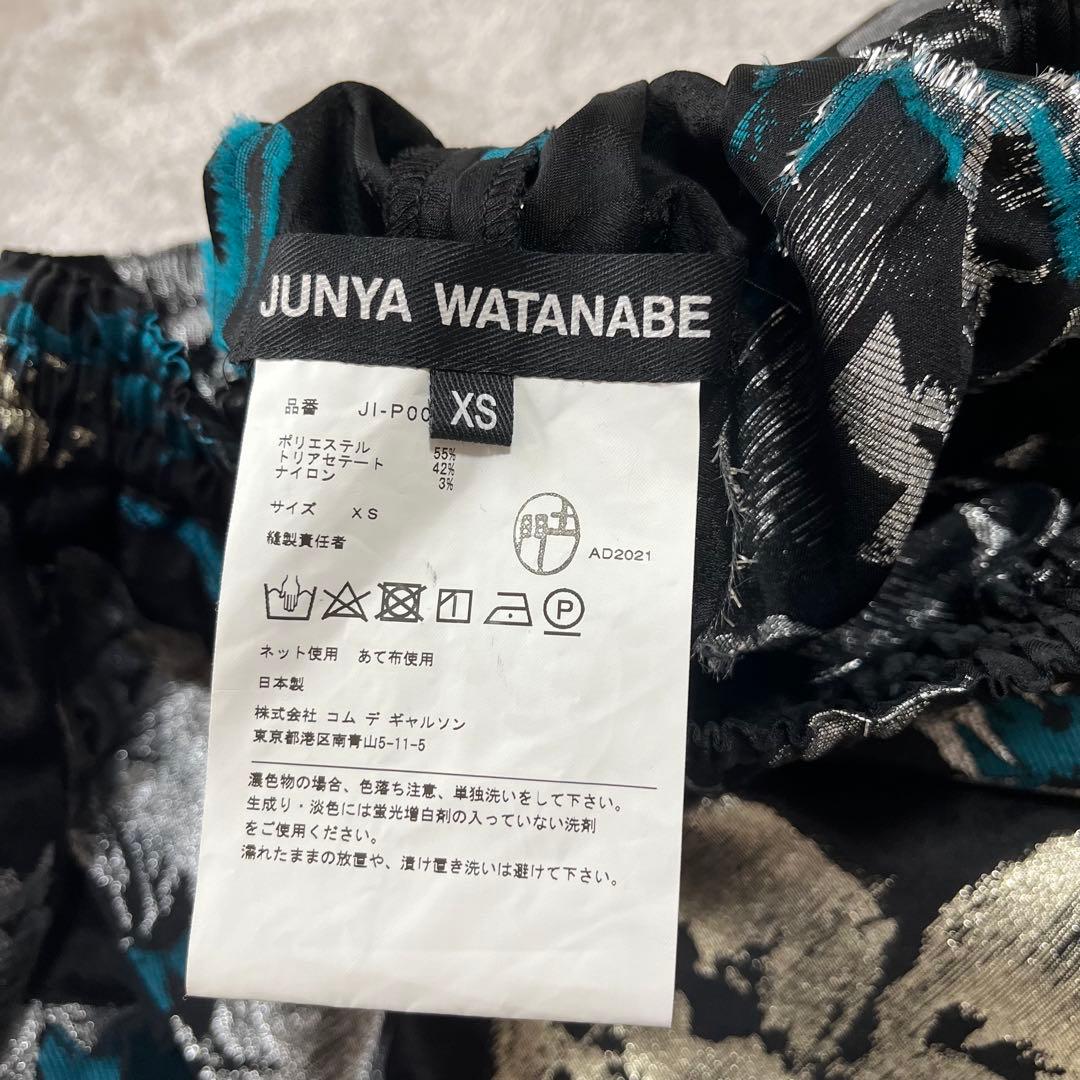 JUNYA WATANABE
XS
品番 JI-P00
ポリエステル 55%
トリアセテート 42%
ナイロン 3%
サイズ XS
縫製責任者
AD2021
ネット使用 あて布使用
日本製
株式会社 コム デ ギャルソン
東京都港区南青山5-11-5
濃色物の場合、色落ち注意、単独洗いをして下さい。
生成り・淡色には蛍光増白剤の入っていない洗剤
をご使用ください。
濡れたままの放置や、漬け置き洗いは避けて下さい。